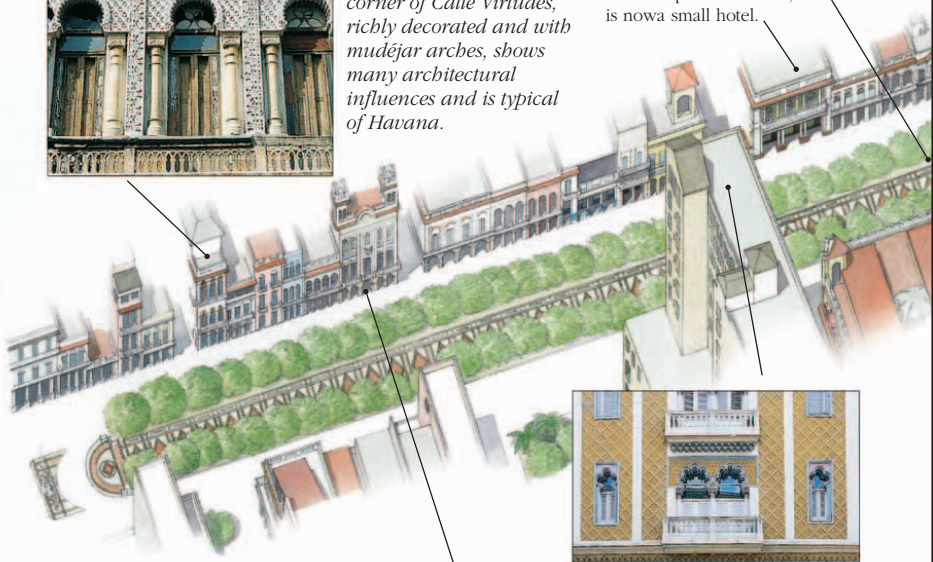 corner of Calle Virtudes,
richly decorated and with
mudéjar arches, shows
many architectural
influences and is typical
of Havana.
is nowa small hotel.